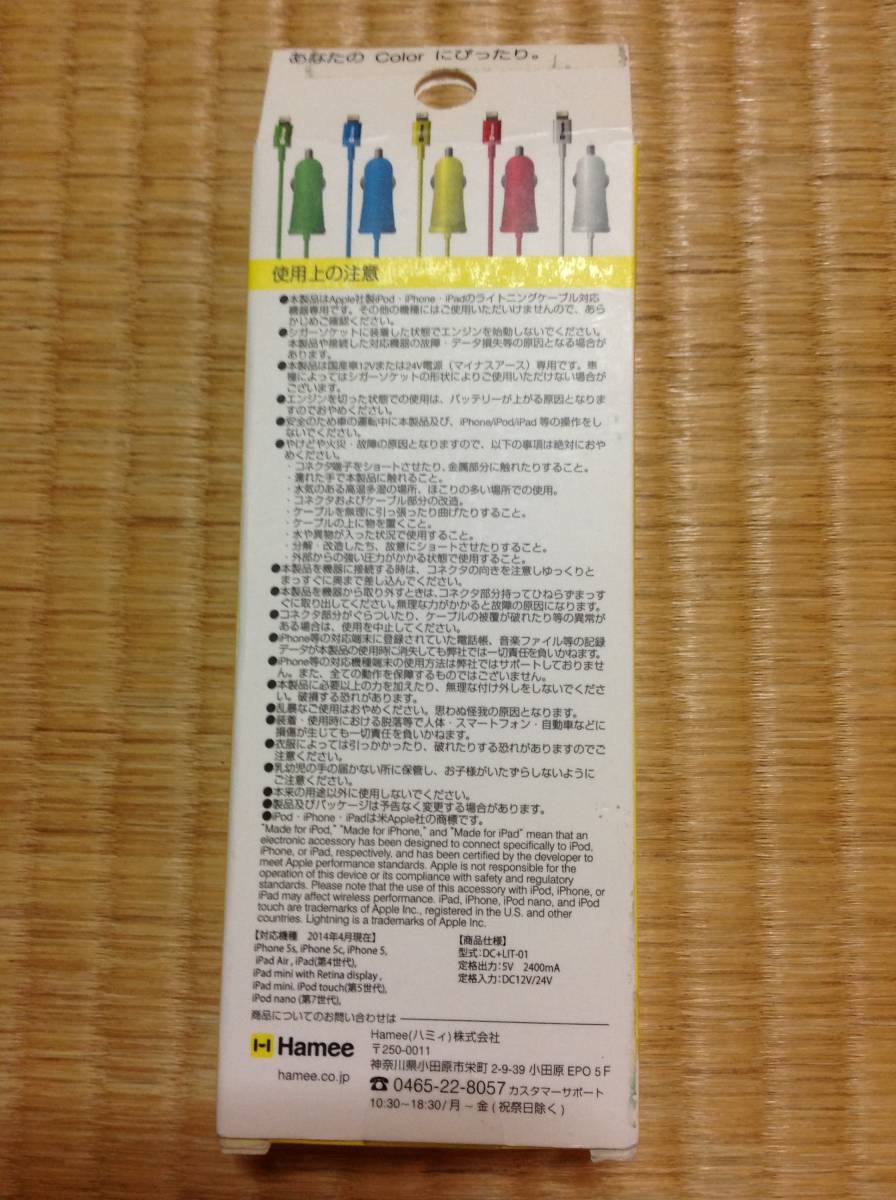 あなたの Color にぴったり。
使用上の注意
●本製品はApple社製iPod・iPhone・iPadのライトニングケーブル対応
機器専用です。その他の機種にはご使用いただいけませんので、あら
かじめご確認ください。
●シガーソケットに装着した状態でエンジンを始動しないでください。
本製品や接続した対応機器の故障・データ損失等の原因となる場合が
あります。
●本製品は国産車12Vまたは24V電源（マイナスアース）専用です。車
種によってはシガーソケットの形状によりご使用いただけない場合が
ございます。
●エンジンを切った状態での使用は、バッテリーが上がる原因となりま
すのでおやめください。
●安全のため車の運転中に本製品及び、iPhone/iPod/iPad 等の操作をし
ないでください。
●やけどや火災・故障の原因となりますので、以下の事項は絶対におや
めください。
・コネクタ端子をショートさせたり、金属部分に触れたりすること。
・濡れた手で本製品に触れること。
・水気のある高温多湿の場所、ほこりの多い場所での使用。
・コネクタおよびケーブル部分の改造。
・ケーブルを無理に引っ張ったり曲げたりすること。
・ケーブルの上に物を置くこと。
・水や異物が入った状況で使用すること。
・分解・改造したち、故意にショートさせたりすること。
・外部からの強い圧力がかかる状態で使用すること。
●本製品を機器に接続する時は、コネクタの向きを注意しゆっくりと
まっすぐに奥まで差し込んでください。
●本製品を機器から取り外すときは、コネクタ部分持ってひねらずまっす
ぐに取り出してください。無理な力がかかると故障の原因になります。
●コネクタ部分がぐらついたり、ケーブルの被覆が破れたり等の異常が
ある場合は、使用を中止してください。
●iPhone等の対応端末に登録されていた電話帳、音楽ファイル等の記録
データが本製品の使用時に消失しても弊社では一切責任を負いかねます。
●iPhone等の対応機種端末の使用方法は弊社ではサポートしておりませ
ん。また、全ての動作を保障するものではございません。
●本製品に必要以上の力を加えたり、無理な付け外しをしないでくださ
い。破損する恐れがあります。
●乱暴なご使用はおやめください。思わぬ怪我の原因となります。
●装着・使用時における脱落等で人体・スマートフォン・自動車などに
損傷が生じても一切責任を負いかねます。
●衣服によっては引っかかったり、破れたりする恐れがありますのでご
注意ください。
●乳幼児の手の届かない所に保管し、お子様がいたずらしないように
ご注意ください。
●本来の用途以外に使用しないでください。
●製品及びパッケージは予告なく変更する場合があります。
●iPod・iPhone・iPadは米Apple社の商標です。
"Made for iPod," "Made for iPhone," and "Made for iPad" mean that an
electronic accessory has been designed to connect specifically to iPod,
iPhone, or iPad, respectively, and has been certified by the developer to
meet Apple performance standards. Apple is not responsible for the
operation of this device or its compliance with safety and regulatory
standards. Please note that the use of this accessory with iPod, iPhone, or
iPad may affect wireless performance. iPad, iPhone, iPod nano, and iPod
touch are trademarks of Apple Inc., registered in the U.S. and other
countries. Lightning is a trademarks of Apple Inc.
【対応機種　2014年4月現在】
iPhone 5s, iPhone 5c, iPhone 5,
iPad Air , iPad(第4世代),
iPad mini with Retina display ,
iPad mini. iPod touch(第5世代),
iPod nano (第7世代),
【商品仕様】
型式：DC+LIT-01
定格出力：5V　2400mA
定格入力：DC12V/24V
商品についてのお問い合わせは
Hamee
hamee.co.jp
Hamee(ハミィ)株式会社
〒250-0011
神奈川県小田原市栄町 2-9-39 小田原 EPO 5 F
☎ 0465-22-8057 カスタマーサポート
10:30～18:30 / 月 ～ 金 ( 祝祭日除く )